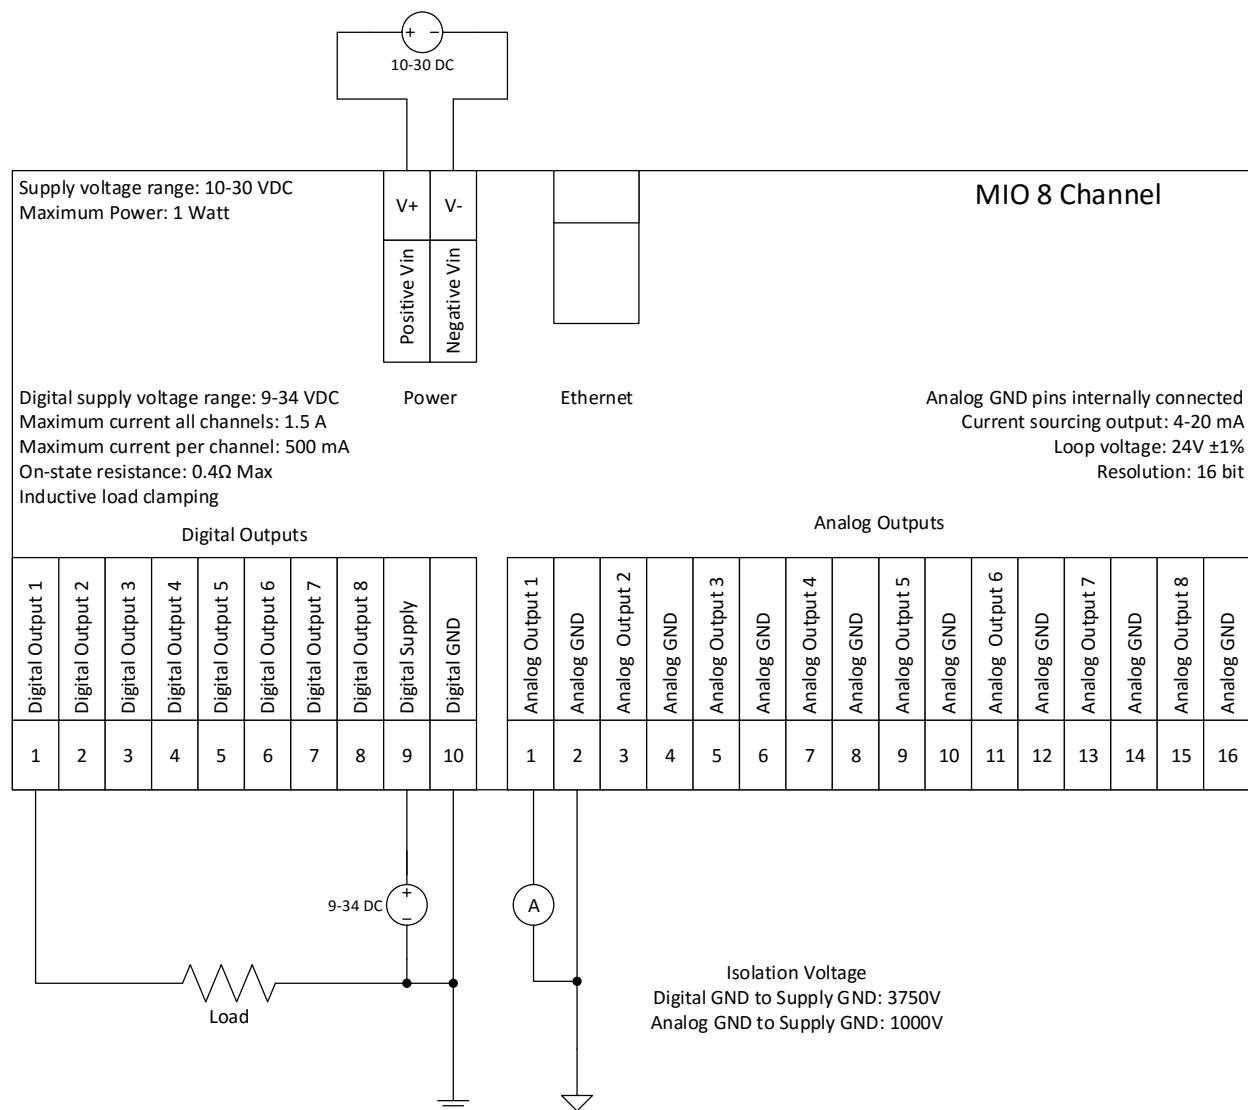 + −
10-30 DC
Supply voltage range: 10-30 VDC
Maximum Power: 1 Watt
V+
V-
MIO 8 Channel
Positive Vin
Negative Vin
Power
Ethernet
Digital supply voltage range: 9-34 VDC
Maximum current all channels: 1.5 A
Maximum current per channel: 500 mA
On-state resistance: 0.4Ω Max
Inductive load clamping
Analog GND pins internally connected
Current sourcing output: 4-20 mA
Loop voltage: 24V ±1%
Resolution: 16 bit
Digital Outputs
Analog Outputs
Digital Output 1
Digital Output 2
Digital Output 3
Digital Output 4
Digital Output 5
Digital Output 6
Digital Output 7
Digital Output 8
Digital Supply
Digital GND
1 2 3 4 5 6 7 8 9 10
Analog Output 1
Analog GND
Analog Output 2
Analog GND
Analog Output 3
Analog GND
Analog Output 4
Analog GND
Analog Output 5
Analog GND
Analog Output 6
Analog GND
Analog Output 7
Analog GND
Analog Output 8
Analog GND
1 2 3 4 5 6 7 8 9 10 11 12 13 14 15 16
9-34 DC
+
−
A
Load
Isolation Voltage
Digital GND to Supply GND: 3750V
Analog GND to Supply GND: 1000V